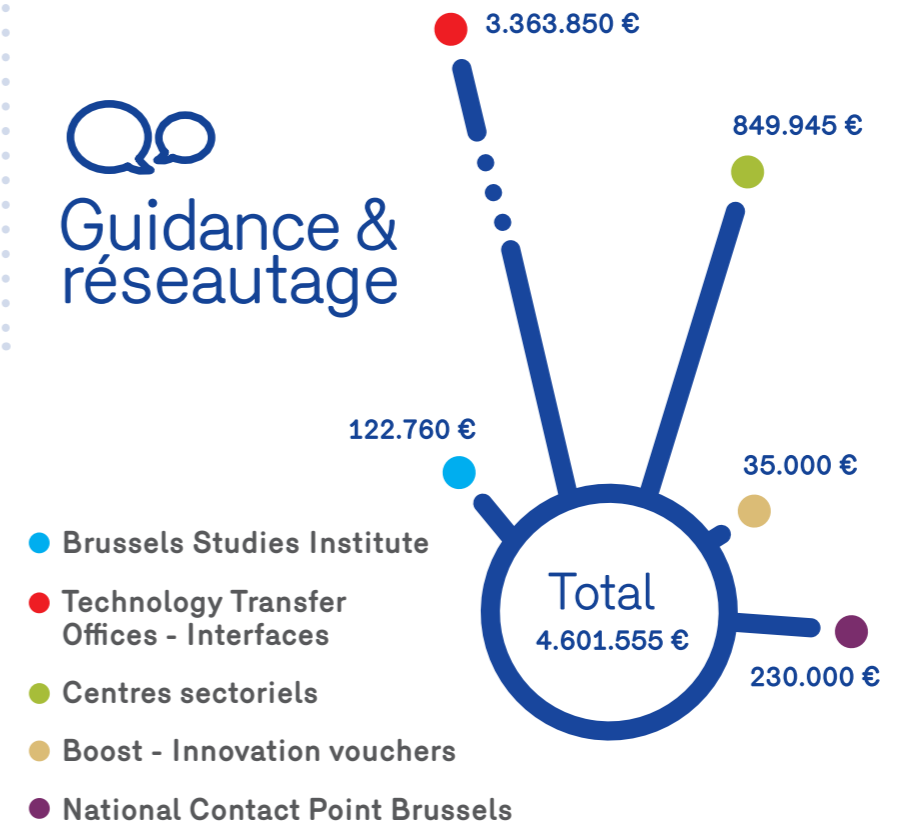 3.363.850 €
849.945 €
Guidance &
réseautage
122.760 €
35.000 €
Total
4.601.555 €
230.000 €
Brussels Studies Institute
Technology Transfer
Offices - Interfaces
Centres sectoriels
Boost - Innovation vouchers
National Contact Point Brussels